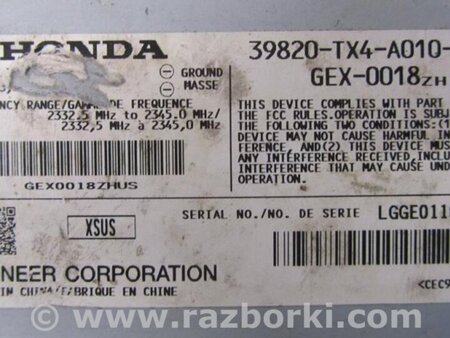 HONDA
39820-TX4-A010-
GROUND
GEX-0018ZH
MASSE
NCY RANGE/GAMME DE FREQUENCE
THIS DEVICE COMPLIES WITH PART
2332.5 MHz to 2345.0 MHz/
THE FCC RULES.OPERATION IS SUBJ
2332,5 MHz à 2345,0 MHz
THE FOLLOWING TWO CONDITIONS:(1
DEVICE MAY NOT CAUSE HARMFUL IN
FERENCE, AND(2) THIS DEVICE MUS
ANY INTERFERENCE RECEIVED,INCLU
INTERFERENCE THAT MAY CAUSE UND
GEX0018ZHUS
OPERATION.
XSUS
SERIAL NO./NO. DE SERIE LGGE011
NEER CORPORATION
IN CHINA/FABRIQUE EN CHINE
<CEC9
www.razborki.com